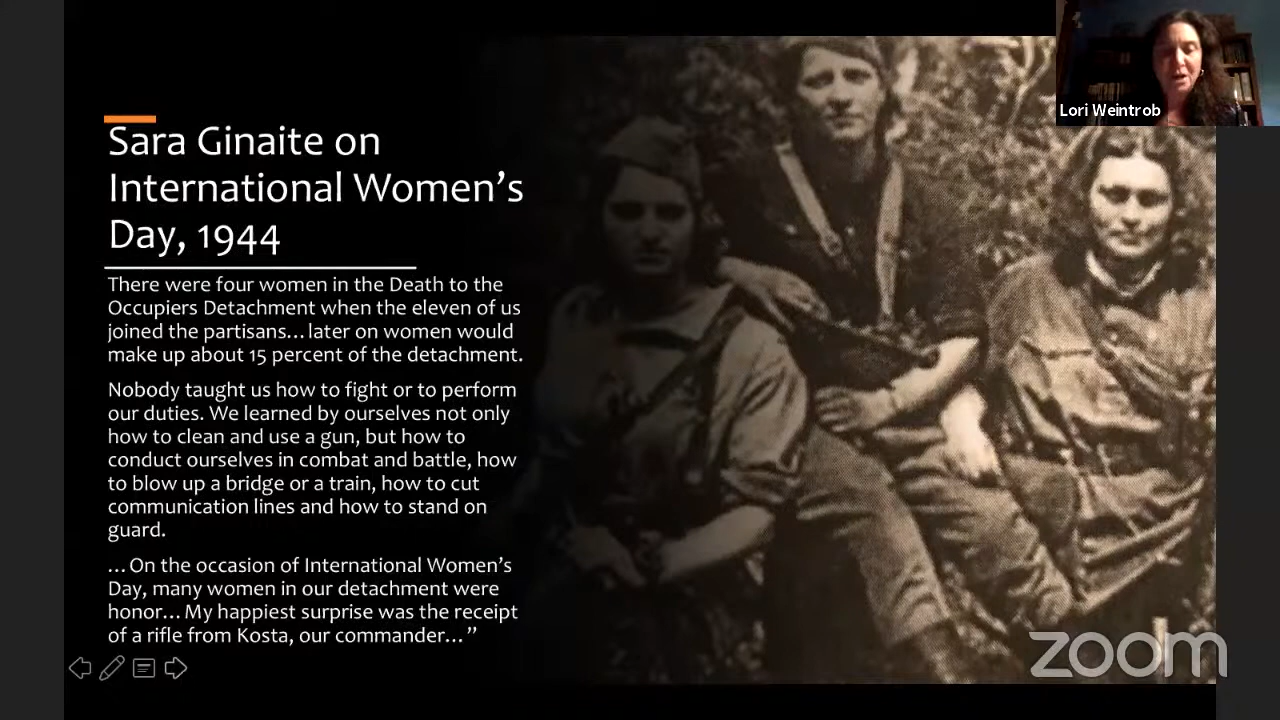 Lori Weintrob
Sara Ginaite on
International Women's
Day, 1944
There were four women in the Death to the
Occupiers Detachment when the eleven of us
joined the partisans...later on women would
make up about 15 percent of the detachment.
Nobody taught us how to fight or to perform
our duties. We learned by ourselves not only
how to clean and use a gun, but how to
conduct ourselves in combat and battle, how
to blow up a bridge or a train, how to cut
communication lines and how to stand on
guard.
...On the occasion of International Women's
Day, many women in our detachment were
honor... My happiest surprise was the receipt
of a rifle from Kosta, our commander..."
zoom